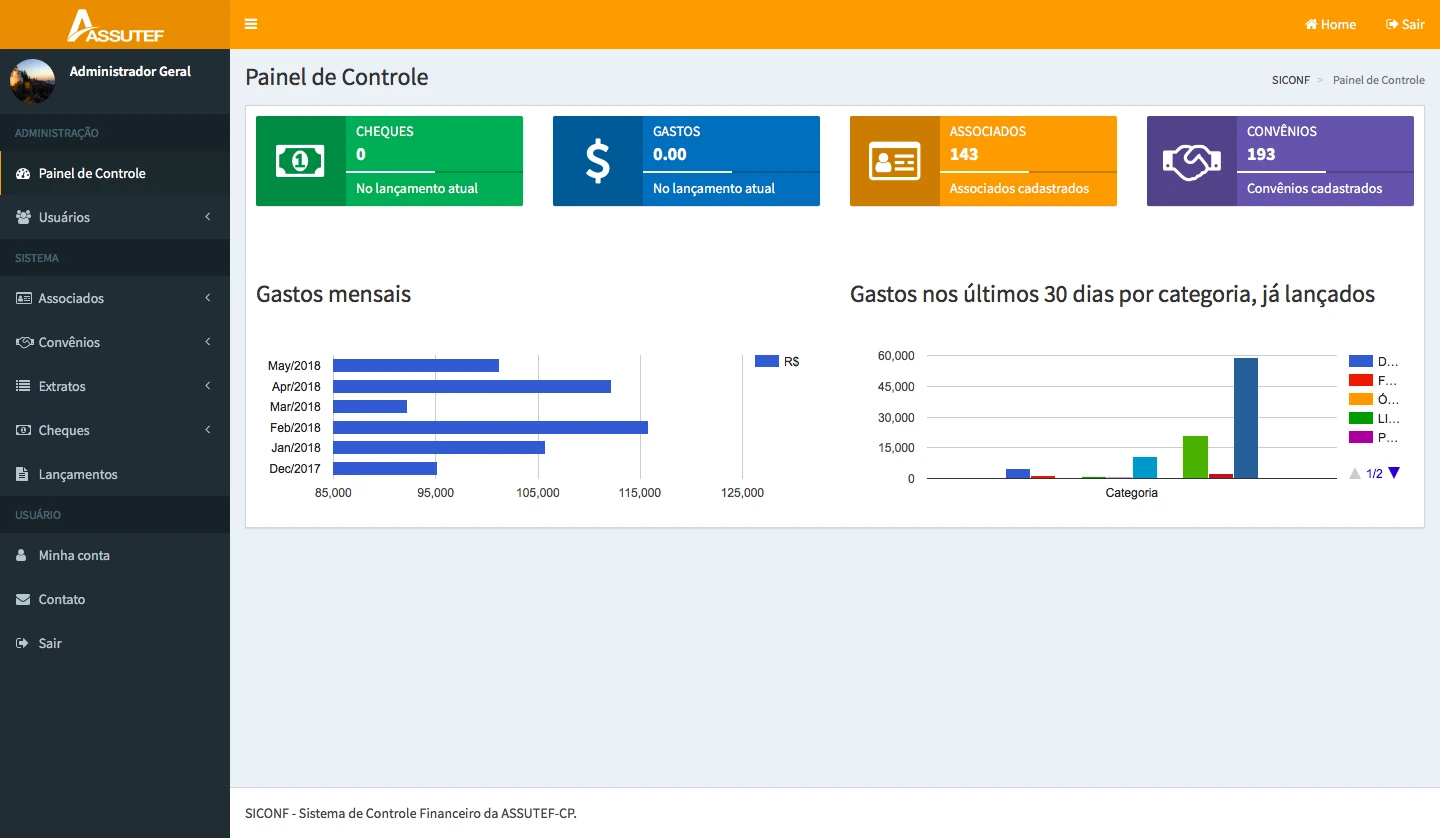 ASSUTEF
Home
Sair
Administrador Geral
ADMINISTRAÇÃO
Painel de Controle
Usuários
SISTEMA
Associados
Convênios
Extratos
Cheques
Lançamentos
USUÁRIO
Minha conta
Contato
Sair
Painel de Controle
SICONF > Painel de Controle
CHEQUES
0
No lançamento atual
GASTOS
0.00
No lançamento atual
ASSOCIADOS
143
Associados cadastrados
CONVÊNIOS
193
Convênios cadastrados
Gastos mensais
May/2018
Apr/2018
Mar/2018
Feb/2018
Jan/2018
Dec/2017
85,000 95,000 105,000 115,000 125,000
R$
Gastos nos últimos 30 dias por categoria, já lançados
60,000
45,000
30,000
15,000
0
Categoria
D...
F...
Ó...
LI...
P...
1/2
SICONF - Sistema de Controle Financeiro da ASSUTEF-CP.